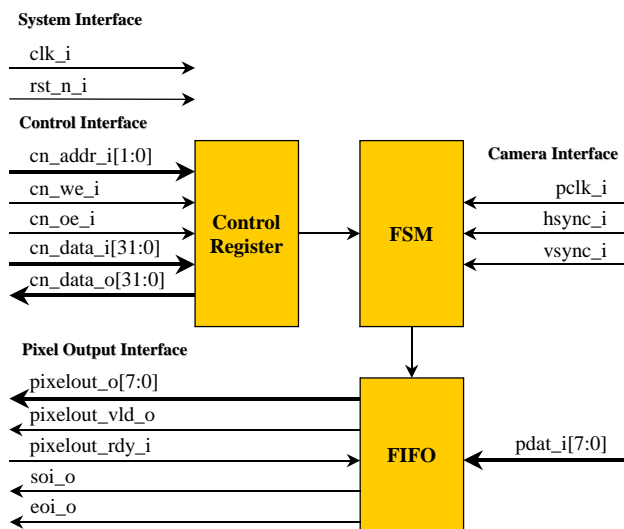 System Interface
clk_i
rst_n_i
Control Interface
cn_addr_i[1:0]
cn_we_i
cn_oe_i
cn_data_i[31:0]
cn_data_o[31:0]
Control
Register
FSM
Camera Interface
pclk_i
hsync_i
vsync_i
Pixel Output Interface
pixelout_o[7:0]
pixelout_vld_o
pixelout_rdy_i
soi_o
eoi_o
FIFO
pdat_i[7:0]